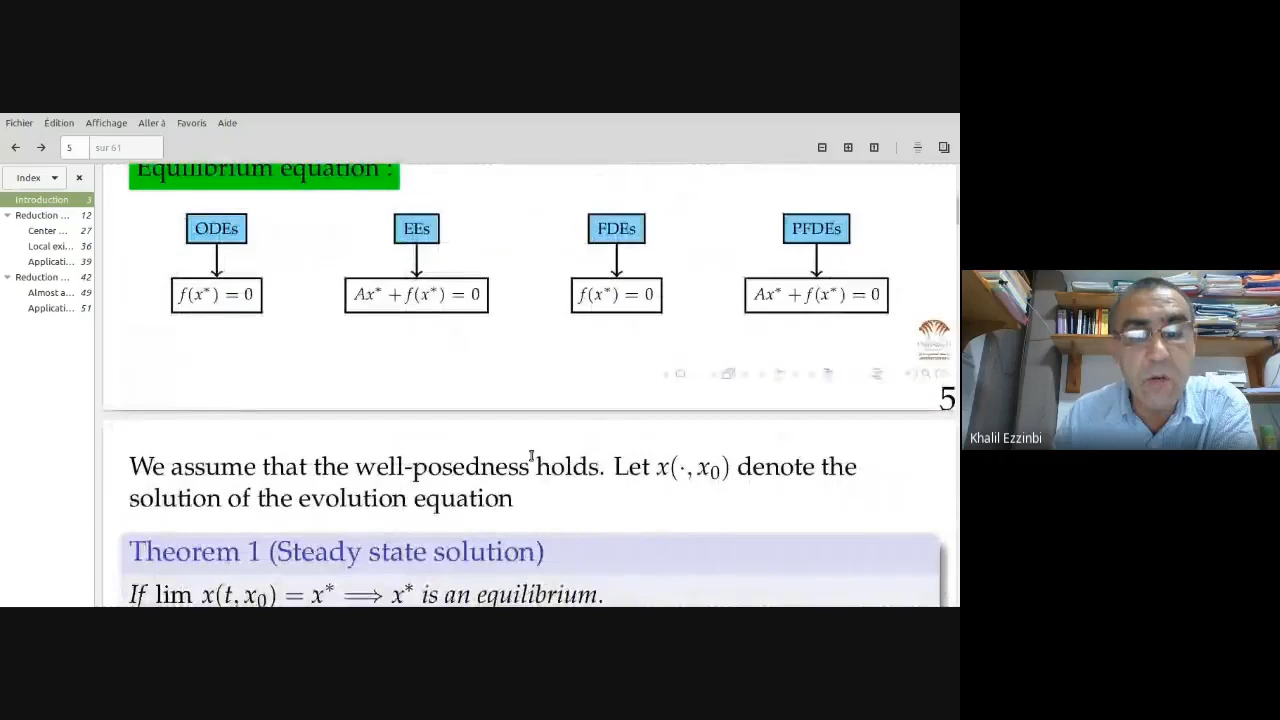 Fichier Édition Affichage Aller à Favoris Aide
5 sur 61
Index
Introduction 3
Reduction ... 12
Center ... 27
Local exi... 36
Applicati... 39
Reduction ... 42
Almost a... 49
Applicati... 51
Equilibrium equation :
ODEs EEs FDEs PFDEs
f(x*) = 0 Ax* + f(x*) = 0 f(x*) = 0 Ax* + f(x*) = 0
5
We assume that the well-posedness holds. Let x(·, x₀) denote the
solution of the evolution equation
Theorem 1 (Steady state solution)
If lim x(t, x₀) = x* ⟹ x* is an equilibrium.
Khalil Ezzinbi